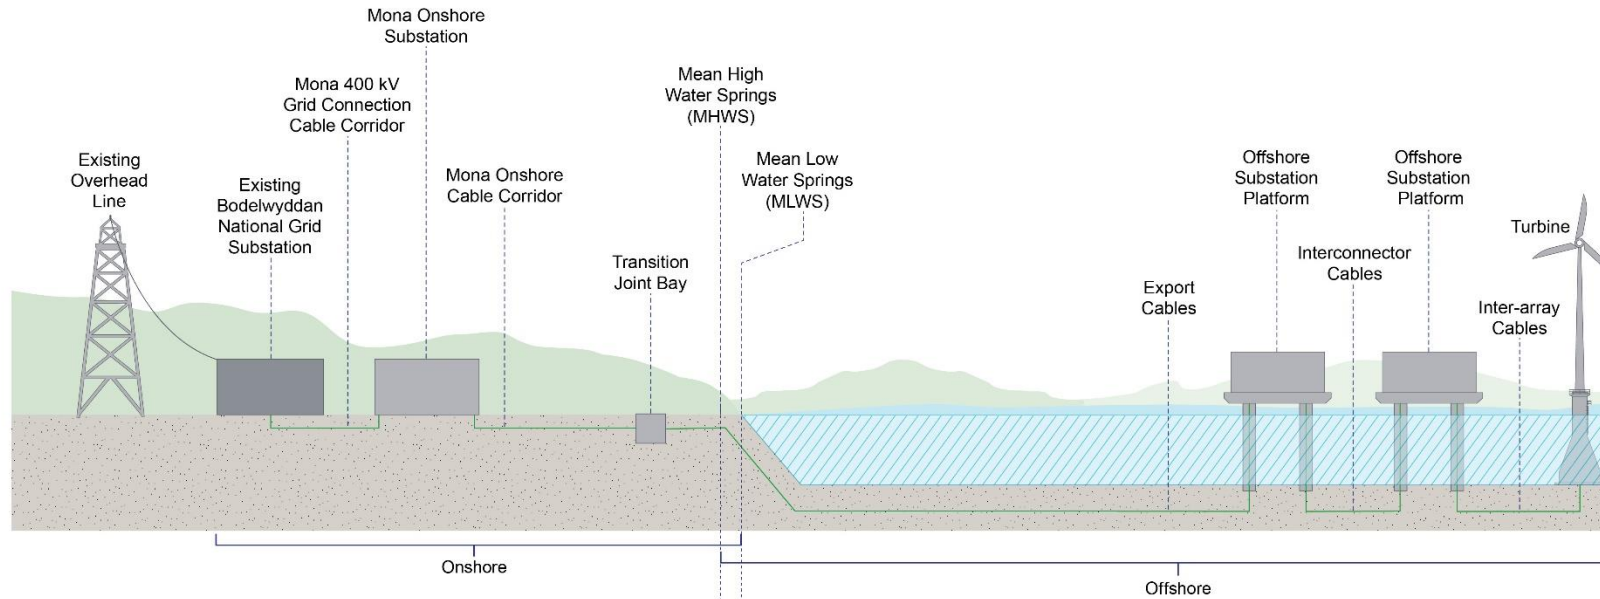 Mona Onshore
Substation
Mona 400 kV
Grid Connection
Cable Corridor
Mean High
Water Springs
(MHWS)
Existing
Overhead
Line
Existing
Bodelwyddan
National Grid
Substation
Mona Onshore
Cable Corridor
Mean Low
Water Springs
(MLWS)
Offshore
Substation
Platform
Offshore
Substation
Platform
Turbine
Transition
Joint Bay
Interconnector
Cables
Export
Cables
Inter-array
Cables
Onshore
Offshore